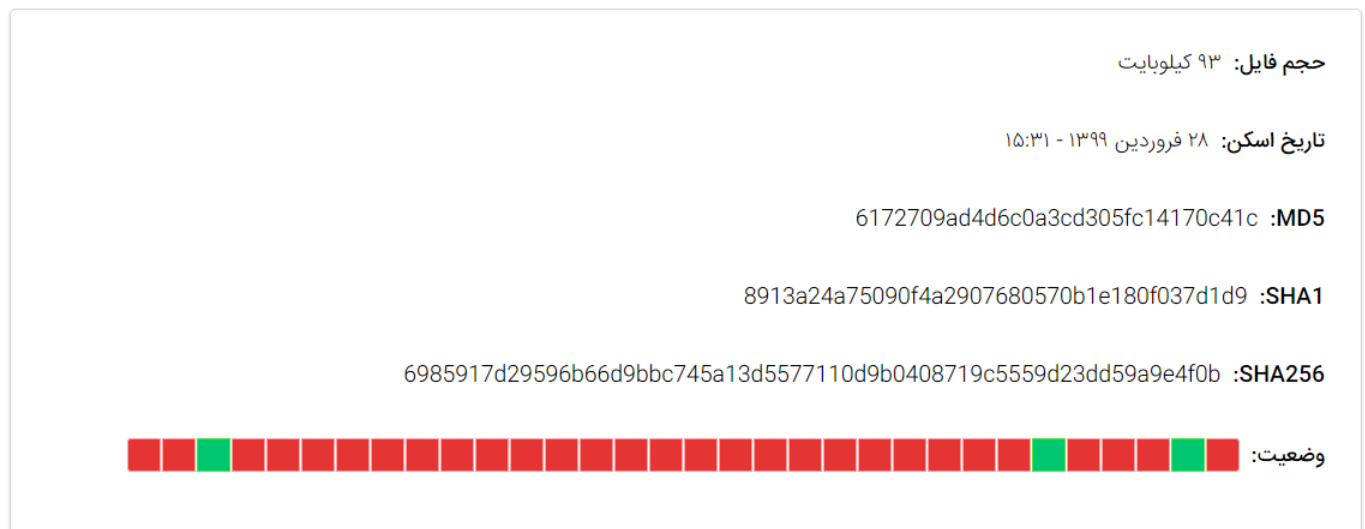 حجم فایل: ۹۳ کیلوبایت
تاریخ اسکن: ۲۸ فروردین ۱۳۹۹ - ۱۵:۳۱
MD5: 6172709ad4d6c0a3cd305fc14170c41c
SHA1: 8913a24a75090f4a2907680570b1e180f037d1d9
SHA256: 6985917d29596b66d9bbc745a13d5577110d9b0408719c5559d23dd59a9e4f0b
وضعیت: